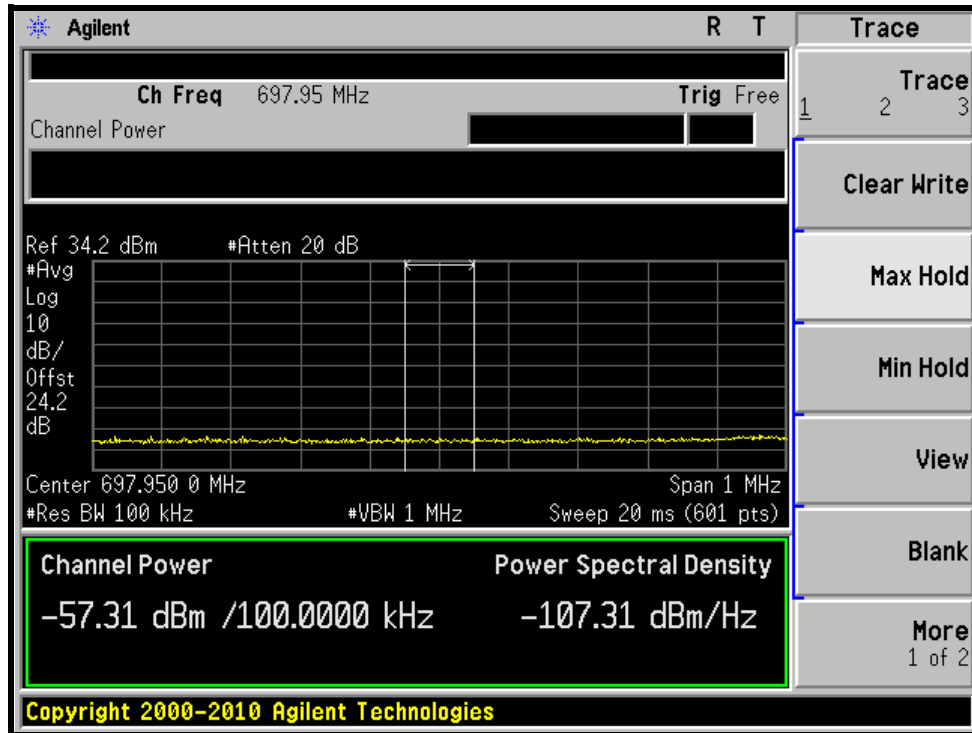 Agilent R T Trace
Ch Freq 697.95 MHz Trig Free
Channel Power
Trace
1 2 3
Clear Write
Max Hold
Min Hold
View
Blank
More
1 of 2
Ref 34.2 dBm #Atten 20 dB
#Avg
Log
10
dB/
Offst
24.2
dB
Center 697.950 0 MHz Span 1 MHz
#Res BW 100 kHz #VBW 1 MHz Sweep 20 ms (601 pts)
Channel Power Power Spectral Density
-57.31 dBm /100.0000 kHz -107.31 dBm/Hz
Copyright 2000-2010 Agilent Technologies